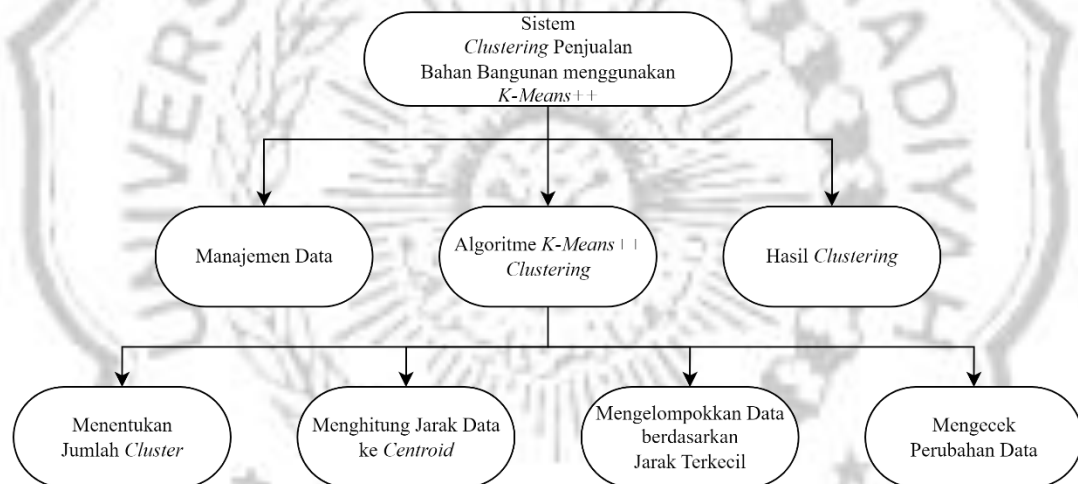 Sistem
Clustering Penjualan
Bahan Bangunan menggunakan
K-Means++
Manajemen Data
Algoritme K-Means++
Clustering
Hasil Clustering
Menentukan
Jumlah Cluster
Menghitung Jarak Data
ke Centroid
Mengelompokkan Data
berdasarkan
Jarak Terkecil
Mengecek
Perubahan Data